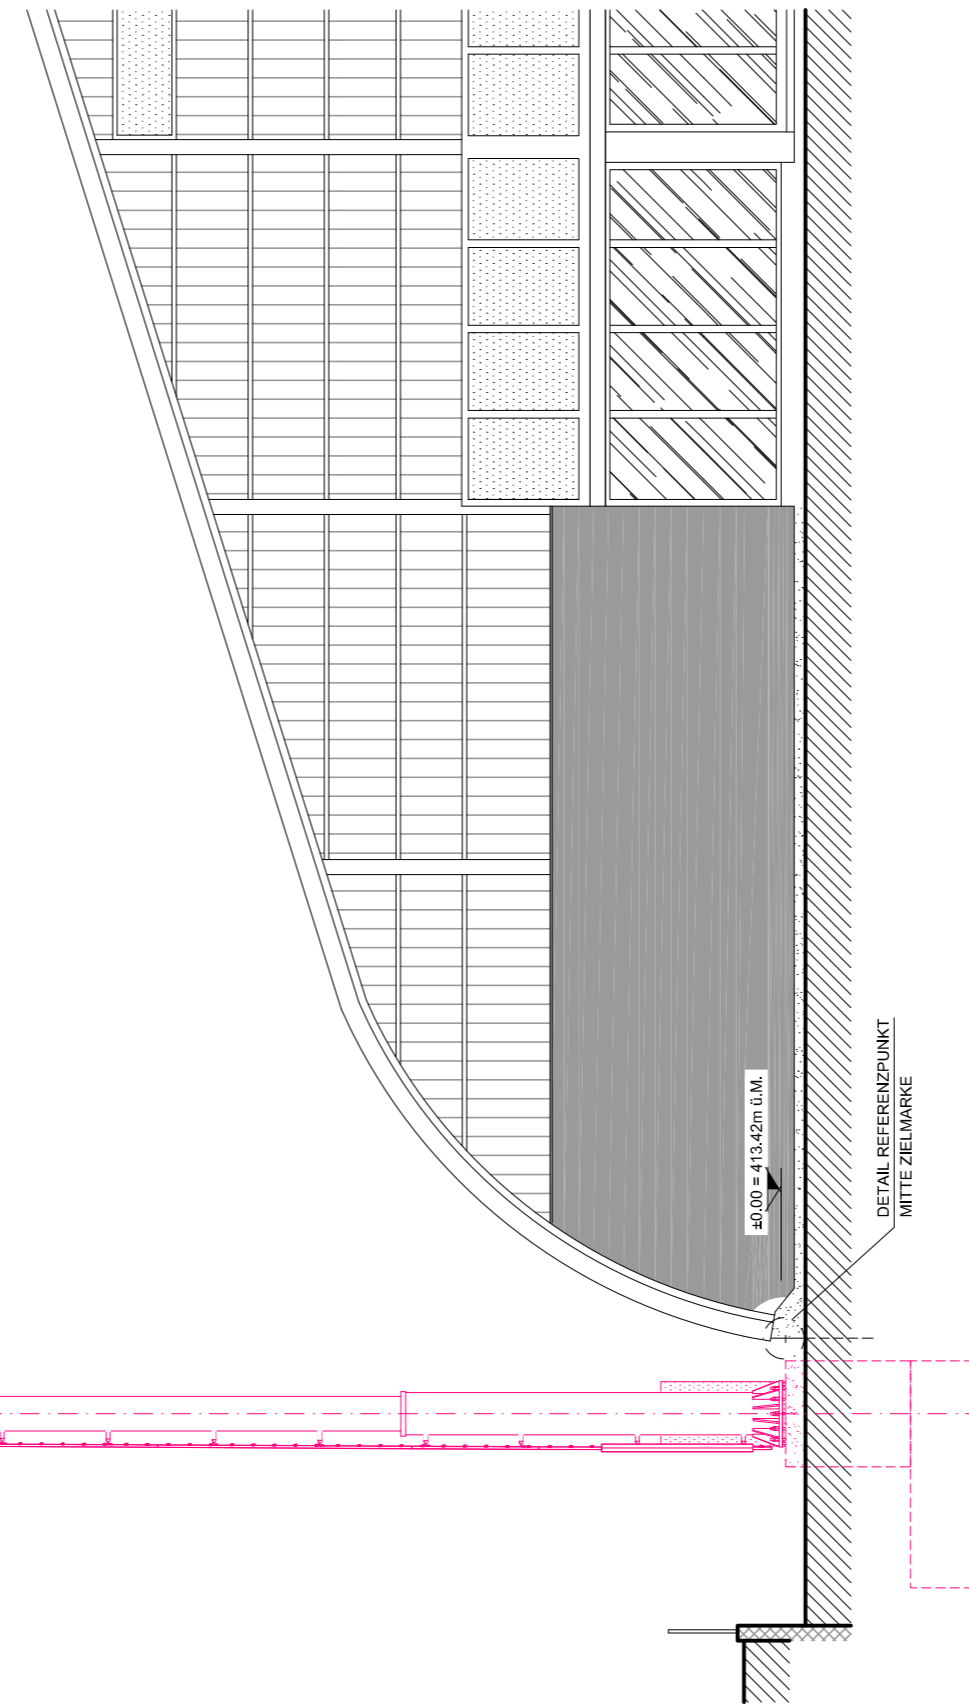 ±0.00 = 413.42m ü.M.
DETAIL REFERENZPUNKT
MITTE ZIELMARKE